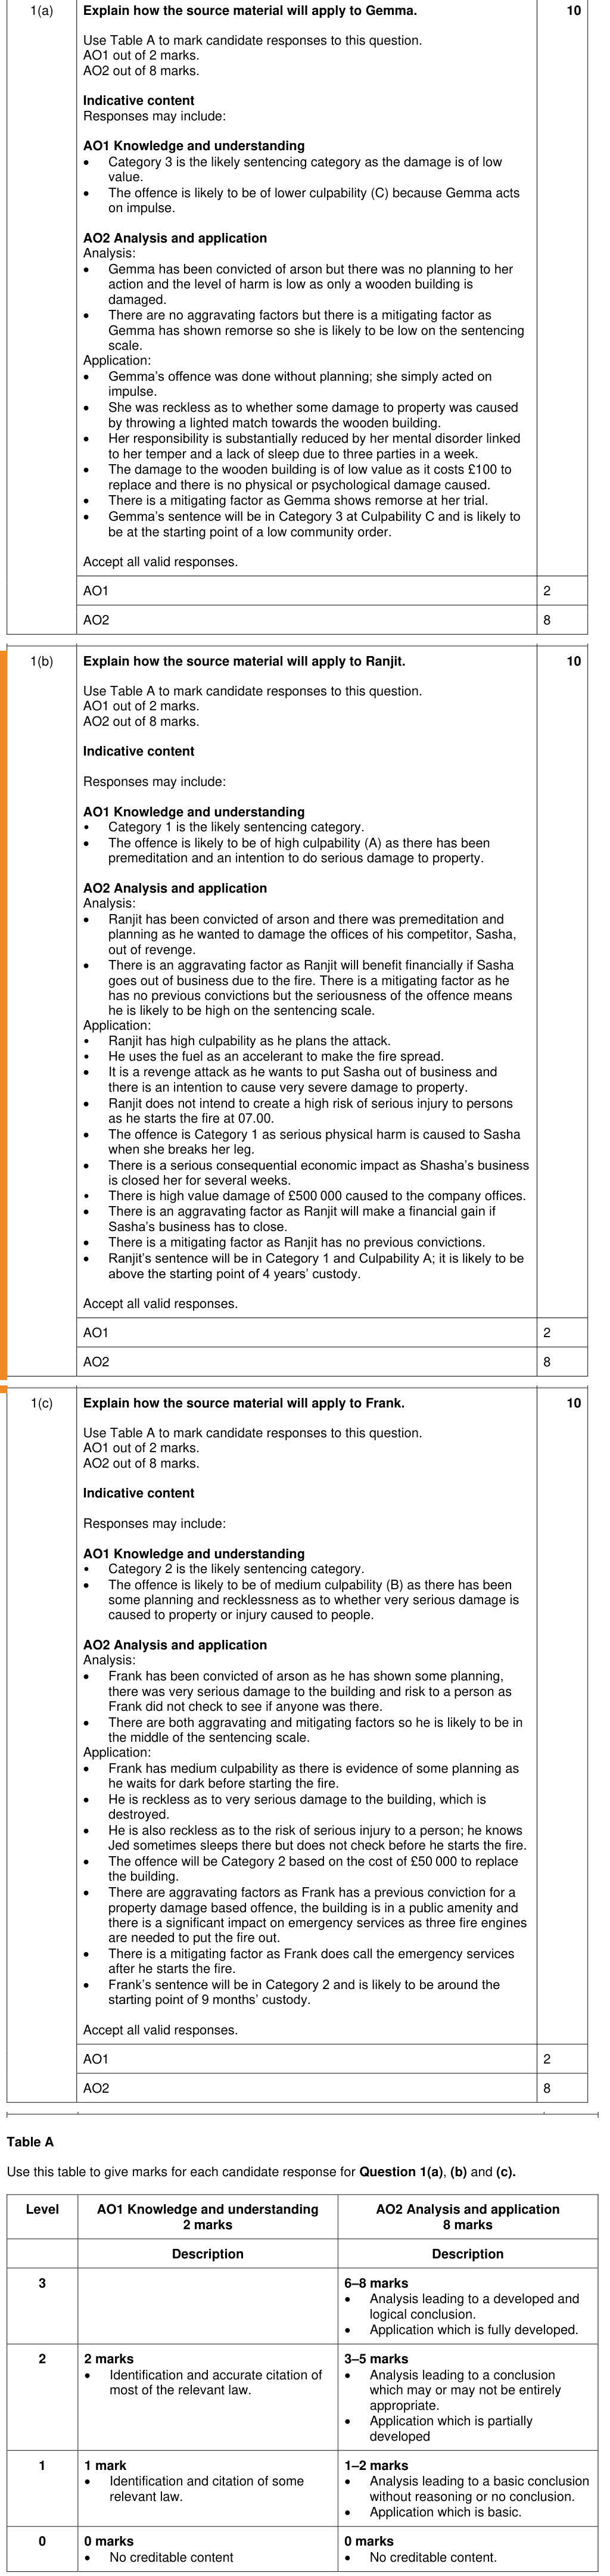 1(a)
Explain how the source material will apply to Gemma.
10
Use Table A to mark candidate responses to this question.
AO1 out of 2 marks.
AO2 out of 8 marks.
Indicative content
Responses may include:
AO1 Knowledge and understanding
• Category 3 is the likely sentencing category as the damage is of low
value.
• The offence is likely to be of lower culpability (C) because Gemma acts
on impulse.
AO2 Analysis and application
Analysis:
• Gemma has been convicted of arson but there was no planning to her
action and the level of harm is low as only a wooden building is
damaged.
• There are no aggravating factors but there is a mitigating factor as
Gemma has shown remorse so she is likely to be low on the sentencing
scale.
Application:
• Gemma's offence was done without planning; she simply acted on
impulse.
• She was reckless as to whether some damage to property was caused
by throwing a lighted match towards the wooden building.
• Her responsibility is substantially reduced by her mental disorder linked
to her temper and a lack of sleep due to three parties in a week.
• The damage to the wooden building is of low value as it costs £100 to
replace and there is no physical or psychological damage caused.
• There is a mitigating factor as Gemma shows remorse at her trial.
• Gemma's sentence will be in Category 3 at Culpability C and is likely to
be at the starting point of a low community order.
Accept all valid responses.
AO1
2
AO2
8
1(b)
Explain how the source material will apply to Ranjit.
10
Use Table A to mark candidate responses to this question.
AO1 out of 2 marks.
AO2 out of 8 marks.
Indicative content
Responses may include:
AO1 Knowledge and understanding
• Category 1 is the likely sentencing category.
• The offence is likely to be of high culpability (A) as there has been
premeditation and an intention to do serious damage to property.
AO2 Analysis and application
Analysis:
• Ranjit has been convicted of arson and there was premeditation and
planning as he wanted to damage the offices of his competitor, Sasha,
out of revenge.
• There is an aggravating factor as Ranjit will benefit financially if Sasha
goes out of business due to the fire. There is a mitigating factor as he
has no previous convictions but the seriousness of the offence means
he is likely to be high on the sentencing scale.
Application:
• Ranjit has high culpability as he plans the attack.
• He uses the fuel as an accelerant to make the fire spread.
• It is a revenge attack as he wants to put Sasha out of business and
there is an intention to cause very severe damage to property.
• Ranjit does not intend to create a high risk of serious injury to persons
as he starts the fire at 07.00.
• The offence is Category 1 as serious physical harm is caused to Sasha
when she breaks her leg.
• There is a serious consequential economic impact as Shasha's business
is closed her for several weeks.
• There is high value damage of £500 000 caused to the company offices.
• There is an aggravating factor as Ranjit will make a financial gain if
Sasha's business has to close.
• There is a mitigating factor as Ranjit has no previous convictions.
• Ranjit's sentence will be in Category 1 and Culpability A; it is likely to be
above the starting point of 4 years' custody.
Accept all valid responses.
AO1
2
AO2
8
1(c)
Explain how the source material will apply to Frank.
10
Use Table A to mark candidate responses to this question.
AO1 out of 2 marks.
AO2 out of 8 marks.
Indicative content
Responses may include:
AO1 Knowledge and understanding
• Category 2 is the likely sentencing category.
• The offence is likely to be of medium culpability (B) as there has been
some planning and recklessness as to whether very serious damage is
caused to property or injury caused to people.
AO2 Analysis and application
Analysis:
• Frank has been convicted of arson as he has shown some planning,
there was very serious damage to the building and risk to a person as
Frank did not check to see if anyone was there.
• There are both aggravating and mitigating factors so he is likely to be in
the middle of the sentencing scale.
Application:
• Frank has medium culpability as there is evidence of some planning as
he waits for dark before starting the fire.
• He is reckless as to very serious damage to the building, which is
destroyed.
• He is also reckless as to the risk of serious injury to a person; he knows
Jed sometimes sleeps there but does not check before he starts the fire.
• The offence will be Category 2 based on the cost of £50 000 to replace
the building.
• There are aggravating factors as Frank has a previous conviction for a
property damage based offence, the building is in a public amenity and
there is a significant impact on emergency services as three fire engines
are needed to put the fire out.
• There is a mitigating factor as Frank does call the emergency services
after he starts the fire.
• Frank's sentence will be in Category 2 and is likely to be around the
starting point of 9 months' custody.
Accept all valid responses.
AO1
2
AO2
8
Table A
Use this table to give marks for each candidate response for Question 1(a), (b) and (c).
Level
AO1 Knowledge and understanding
2 marks
AO2 Analysis and application
8 marks
Description
Description
3
6–8 marks
• Analysis leading to a developed and
logical conclusion.
• Application which is fully developed.
2
2 marks
• Identification and accurate citation of
most of the relevant law.
3–5 marks
• Analysis leading to a conclusion
which may or may not be entirely
appropriate.
• Application which is partially
developed
1
1 mark
• Identification and citation of some
relevant law.
1–2 marks
• Analysis leading to a basic conclusion
without reasoning or no conclusion.
• Application which is basic.
0
0 marks
• No creditable content
0 marks
• No creditable content.